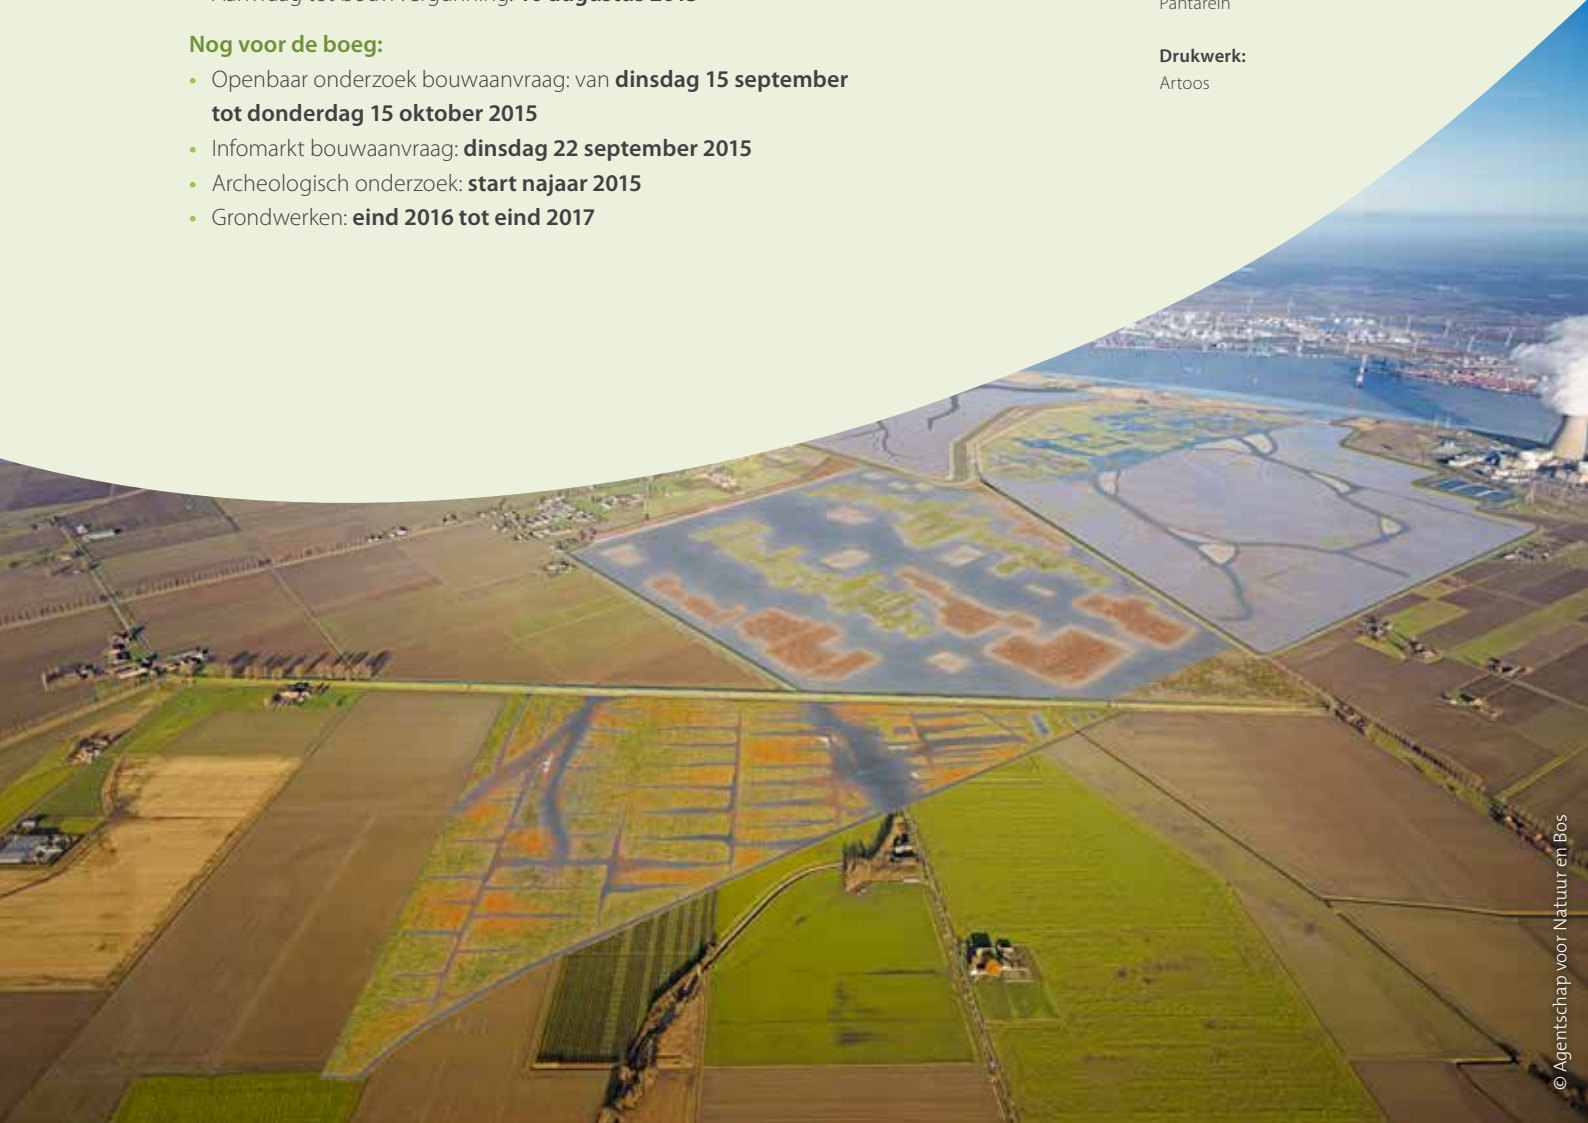 Nog voor de boeg:
• Openbaar onderzoek bouwaanvraag: van dinsdag 15 september
tot donderdag 15 oktober 2015
• Infomarkt bouwaanvraag: dinsdag 22 september 2015
• Archeologisch onderzoek: start najaar 2015
• Grondwerken: eind 2016 tot eind 2017
Pantarein
Drukwerk:
Artoos
© Agentschap voor Natuur en Bos